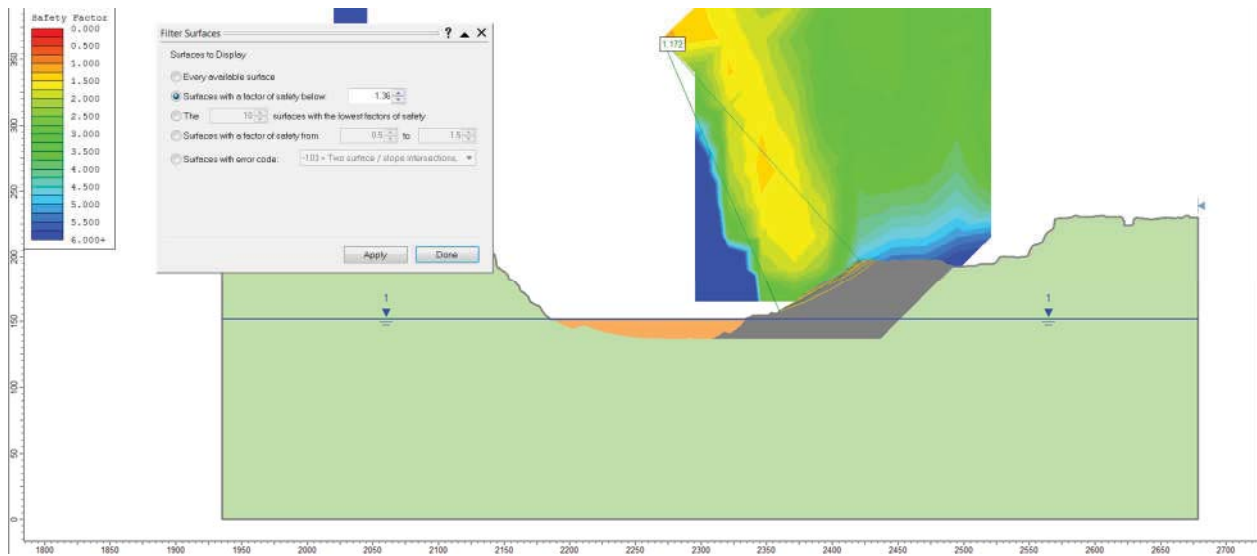 Safety Factor
0.000
0.500
1.000
1.500
2.000
2.500
3.000
3.500
4.000
4.500
5.000
5.500
6.000+
Filter Surfaces
? ▲ ✕
Surfaces to Display
Every available surface
Surfaces with a factor of safety below: 1.36
The 10 surfaces with the lowest factors of safety
Surfaces with a factor of safety from: 0.5 to 1.5
Surfaces with error code: -103 = Two surface / slope intersections,
Apply Done
1.172
1
1
350
300
250
200
150
100
50
0
1800 1850 1900 1950 2000 2050 2100 2150 2200 2250 2300 2350 2400 2450 2500 2550 2600 2650 2700